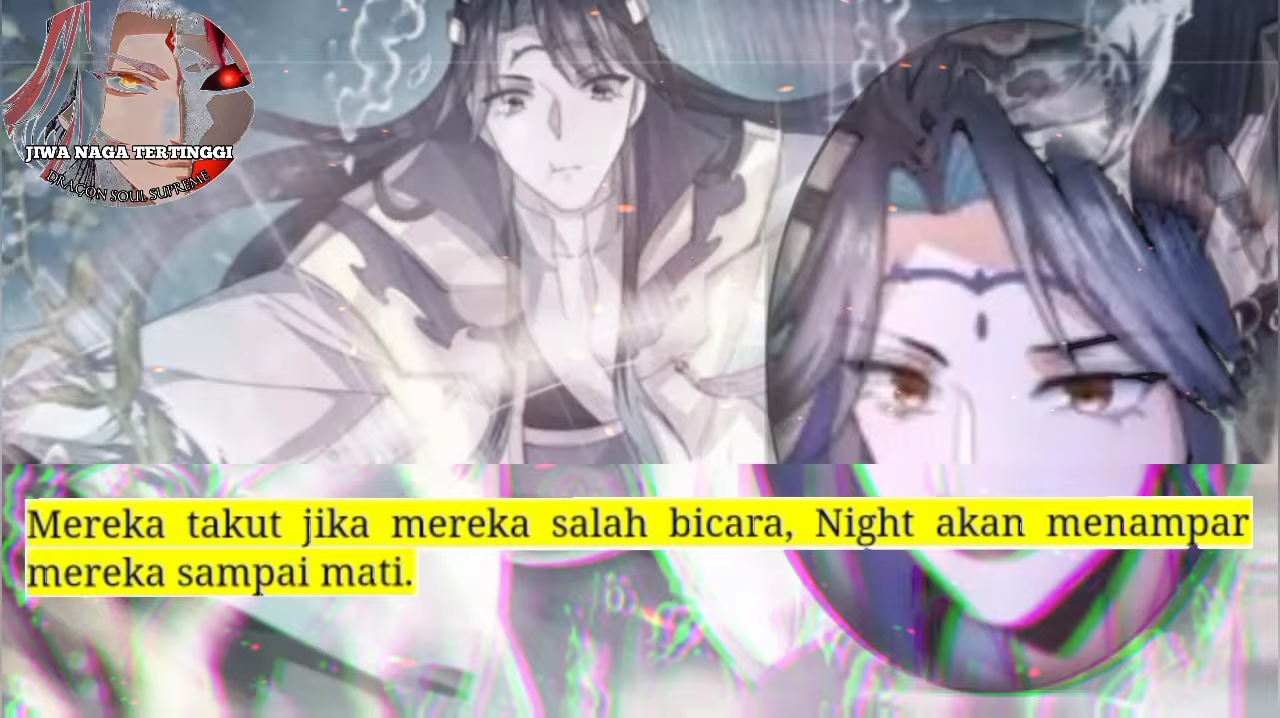 JIWA NAGA TERTINGGI
DRAGON SOUL SUPREME
Mereka takut jika mereka salah bicara, Night akan menampar
mereka sampai mati.